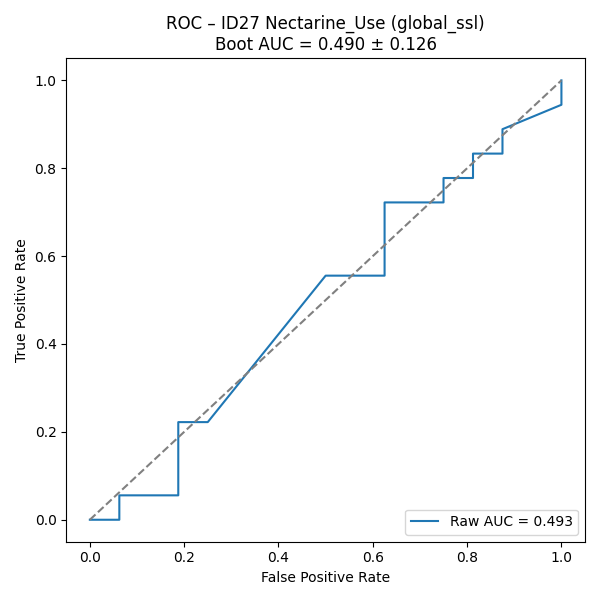 ROC – ID27 Nectarine_Use (global_ssl)
Boot AUC = 0.490 ± 0.126
True Positive Rate
1.0
0.8
0.6
0.4
0.2
0.0
Raw AUC = 0.493
0.0 0.2 0.4 0.6 0.8 1.0
False Positive Rate